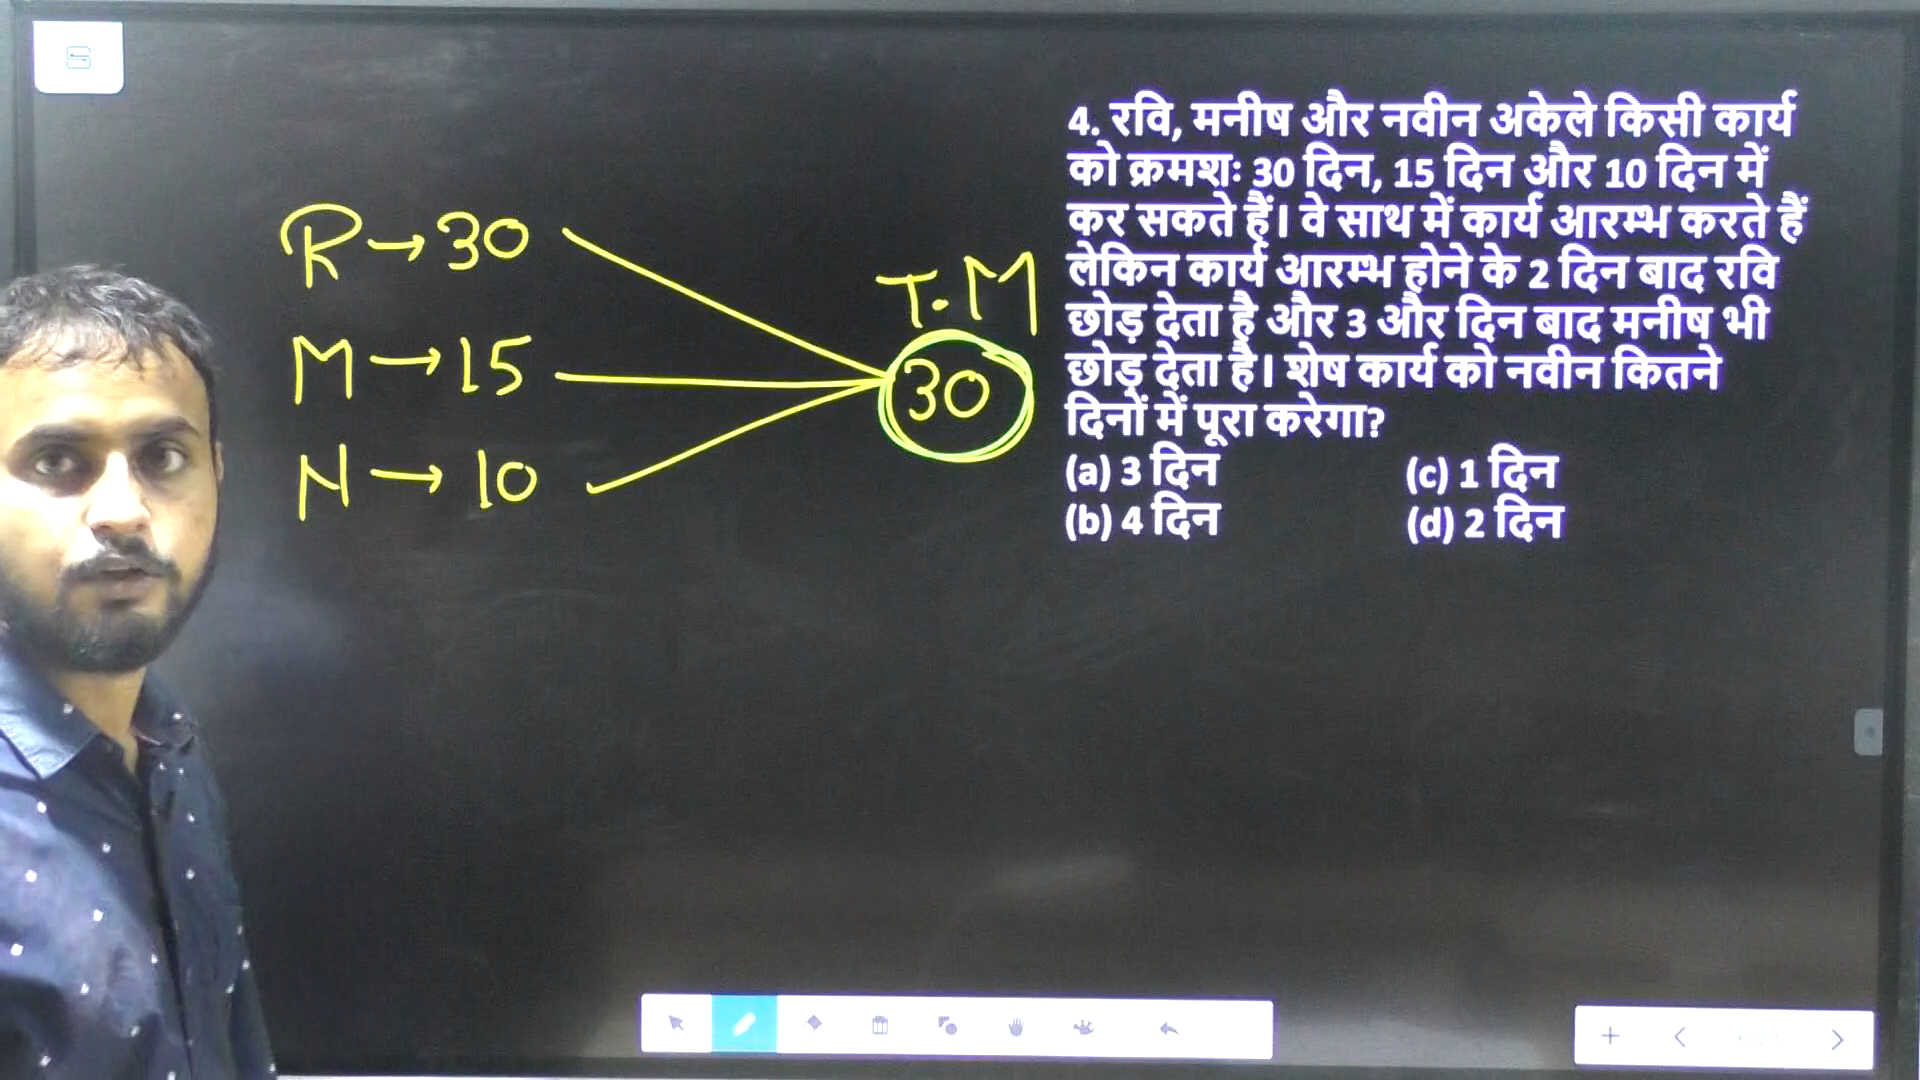 R→30
M→15
N→10
T.M
30
4. रवि, मनीष और नवीन अकेले किसी कार्य
को क्रमशः 30 दिन, 15 दिन और 10 दिन में
कर सकते हैं। वे साथ में कार्य आरम्भ करते हैं
लेकिन कार्य आरम्भ होने के 2 दिन बाद रवि
छोड़ देता है और 3 और दिन बाद मनीष भी
छोड़ देता है। शेष कार्य को नवीन कितने
दिनों में पूरा करेगा?
(a) 3 दिन (c) 1 दिन
(b) 4 दिन (d) 2 दिन